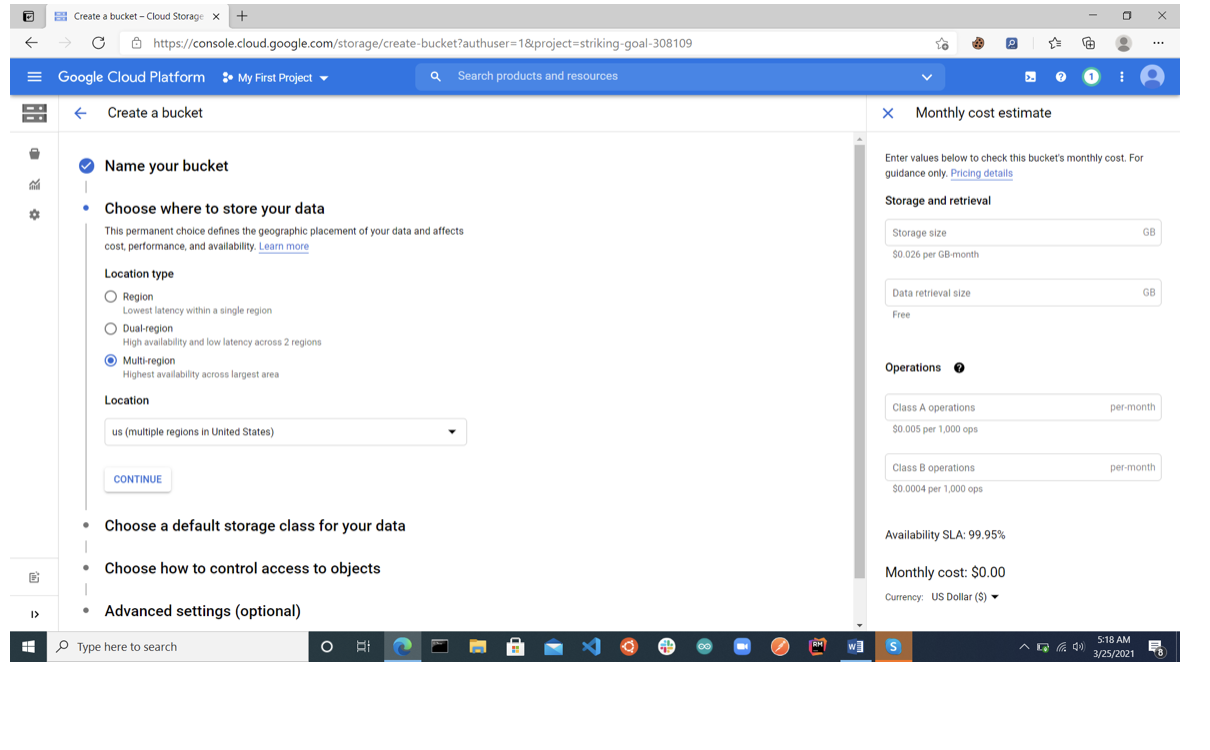 Create a bucket – Cloud Storage
https://console.cloud.google.com/storage/create-bucket?authuser=1&project=striking-goal-308109
Google Cloud Platform
My First Project
Search products and resources
1
Create a bucket
Name your bucket
Choose where to store your data
This permanent choice defines the geographic placement of your data and affects
cost, performance, and availability. Learn more
Location type
Region
Lowest latency within a single region
Dual-region
High availability and low latency across 2 regions
Multi-region
Highest availability across largest area
Location
us (multiple regions in United States)
CONTINUE
Choose a default storage class for your data
Choose how to control access to objects
Advanced settings (optional)
Monthly cost estimate
Enter values below to check this bucket's monthly cost. For
guidance only. Pricing details
Storage and retrieval
Storage size GB
$0.026 per GB-month
Data retrieval size GB
Free
Operations
Class A operations per-month
$0.005 per 1,000 ops
Class B operations per-month
$0.0004 per 1,000 ops
Availability SLA: 99.95%
Monthly cost: $0.00
Currency: US Dollar ($)
Type here to search
RM
W
S
5:18 AM
3/25/2021
8